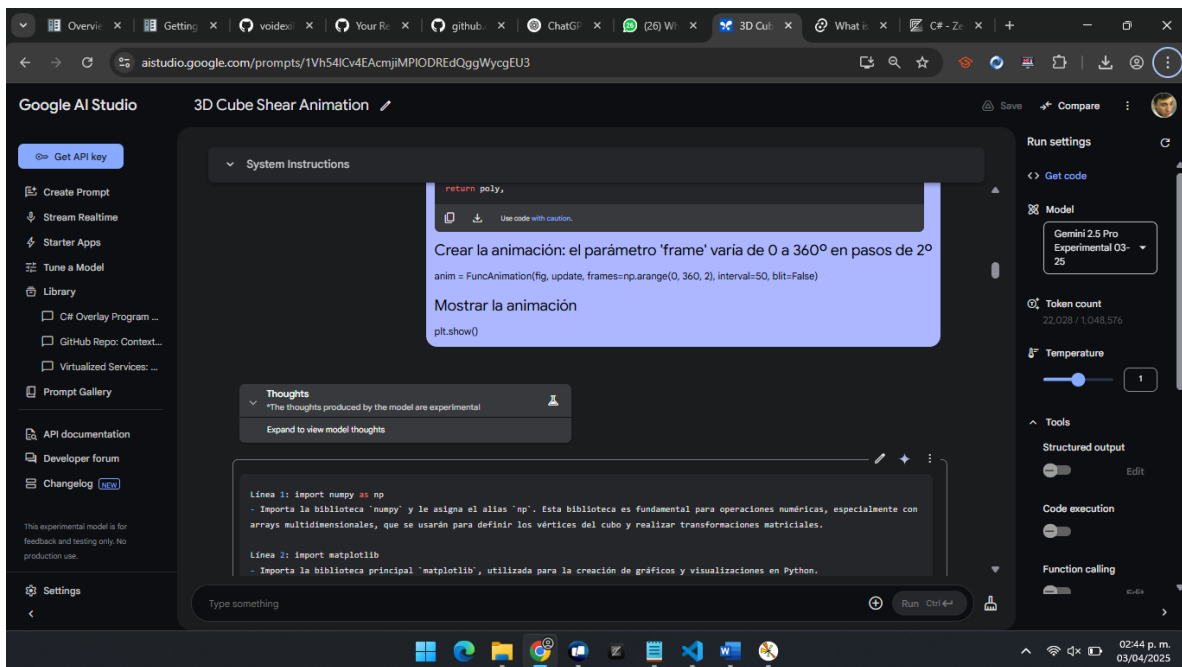 Overvie
Getting
voidexi
Your Re
github.
ChatGP
(26) Wh
3D Cub
What is
C# - Ze
aistudio.google.com/prompts/1Vh54lCv4EAcmjiMPIODREdQggWycgEU3
Google AI Studio
3D Cube Shear Animation
Save
Compare
Get API key
Create Prompt
Stream Realtime
Starter Apps
Tune a Model
Library
C# Overlay Program ...
GitHub Repo: Context...
Virtualized Services: ...
Prompt Gallery
API documentation
Developer forum
Changelog NEW
This experimental model is for
feedback and testing only. No
production use.
Settings
System Instructions
return poly,
Use code with caution.
Crear la animación: el parámetro 'frame' varía de 0 a 360º en pasos de 2º
anim = FuncAnimation(fig, update, frames=np.arange(0, 360, 2), interval=50, blit=False)
Mostrar la animación
plt.show()
Thoughts
*The thoughts produced by the model are experimental
Expand to view model thoughts
Línea 1: import numpy as np
- Importa la biblioteca `numpy` y le asigna el alias `np`. Esta biblioteca es fundamental para operaciones numéricas, especialmente con
arrays multidimensionales, que se usarán para definir los vértices del cubo y realizar transformaciones matriciales.
Línea 2: import matplotlib
- Importa la biblioteca principal `matplotlib`, utilizada para la creación de gráficos y visualizaciones en Python.
Type something
Run Ctrl
Run settings
Get code
Model
Gemini 2.5 Pro
Experimental 03-
25
Token count
22,028 / 1,048,576
Temperature
1
Tools
Structured output
Edit
Code execution
Function calling
Edit
02:44 p. m.
03/04/2025